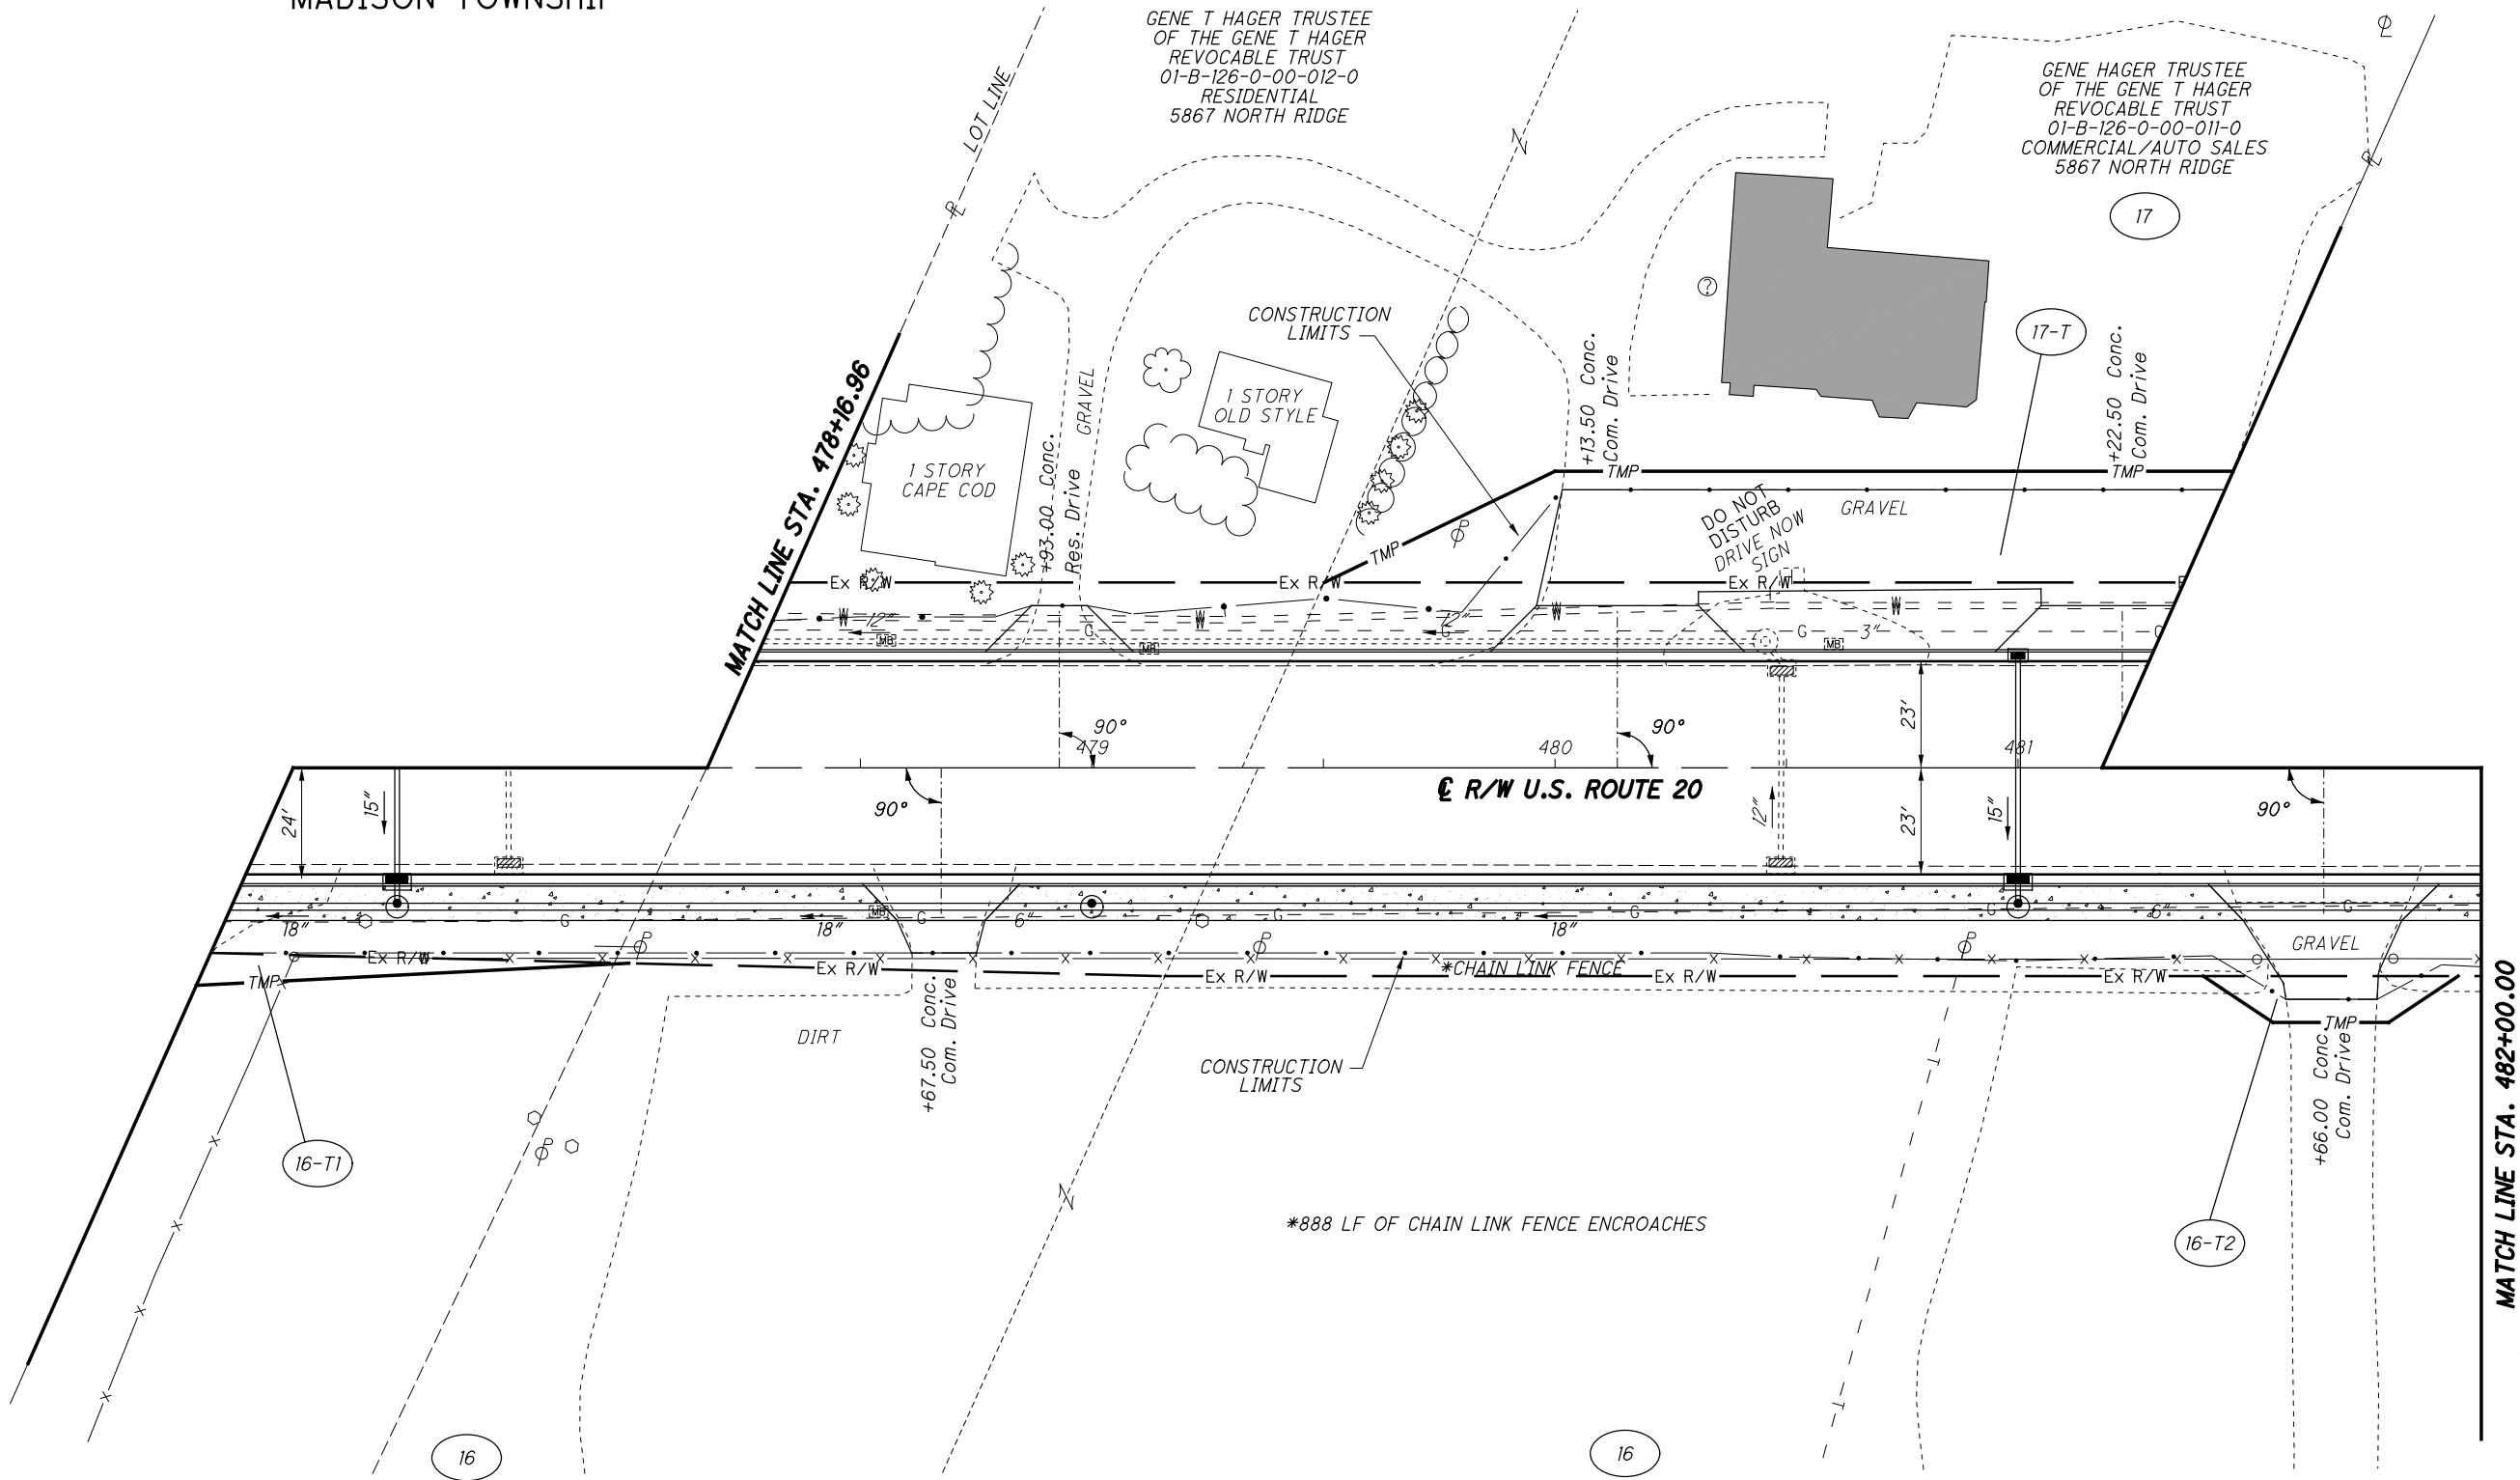 MADISON TOWNSHIP
GENE T HAGER TRUSTEE
OF THE GENE T HAGER
REVOCABLE TRUST
01-B-126-0-00-012-0
RESIDENTIAL
5867 NORTH RIDGE
GENE HAGER TRUSTEE
OF THE GENE T HAGER
REVOCABLE TRUST
01-B-126-0-00-011-0
COMMERCIAL/AUTO SALES
5867 NORTH RIDGE
17
LOT LINE
PL
PL
PL
Z
?
CONSTRUCTION
LIMITS
17-T
MATCH LINE STA. 478+16.96
GRAVEL
1 STORY
OLD STYLE
1 STORY
CAPE COD
+93.00 Conc.
Res. Drive
+13.50 Conc.
Com. Drive
+22.50 Conc.
Com. Drive
TMP
TMP
TMP
GRAVEL
DO NOT
DISTURB
DRIVE NOW
SIGN
P
Ex R/W
Ex R/W
Ex R/W
W
12"
W
12"
W
W
G
G
G
3"
G
MB
MB
MB
23'
90°
479
480
90°
481
℄ R/W U.S. ROUTE 20
24'
15"
90°
12"
23'
15"
90°
MB
G
G
6"
G
G
G
6"
G
18"
18"
18"
P
P
P
GRAVEL
Ex R/W
Ex R/W
Ex R/W
Ex R/W
Ex R/W
*CHAIN LINK FENCE
TMP
TMP
DIRT
+67.50 Conc.
Com. Drive
CONSTRUCTION
LIMITS
+66.00 Conc.
Com. Drive
MATCH LINE STA. 482+00.00
16-T1
P
Z
T
T
*888 LF OF CHAIN LINK FENCE ENCROACHES
16-T2
16
16